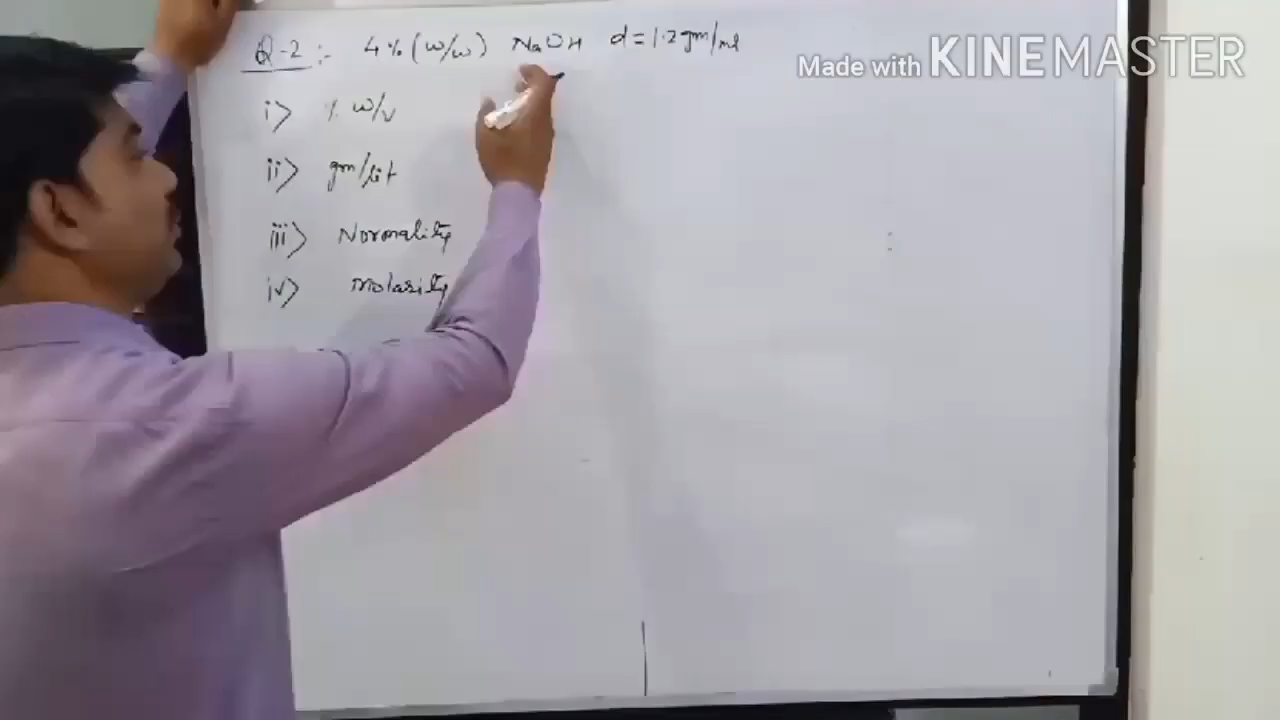 Q-2 :- 4% (w/w) NaOH d=1.2 gm/ml
Made with KINEMASTER
i> % w/v
ii> gm/lit
iii> Normality
iv> Molarity